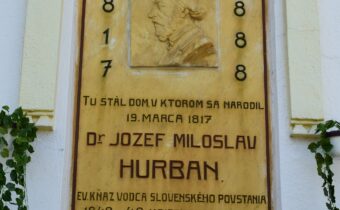 8 8
1 8
7 8
TU STÁL DOM V KTOROM SA NARODIL
19. MARCA 1817
Dr JOZEF MILOSLAV
HURBAN.
EV. KŇAZ VODCA SLOVENSKÉHO POVSTANIA